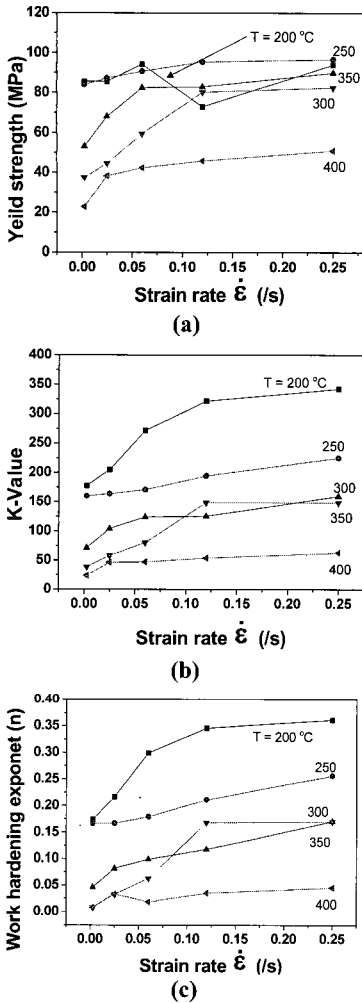 120
100
80
60
40
20
0
T = 200 °C
250
350
300
400
0.00 0.05 0.10 0.15 0.20 0.25
Yeild strength (MPa)
Strain rate ε̇ (/s)
(a)
400
350
300
250
200
150
100
50
0
T = 200 °C
250
300
350
400
0.00 0.05 0.10 0.15 0.20 0.25
K-Value
Strain rate ε̇ (/s)
(b)
0.40
0.35
0.30
0.25
0.20
0.15
0.10
0.05
0.00
T = 200 °C
250
300
350
400
0.00 0.05 0.10 0.15 0.20 0.25
Work hardening exponet (n)
Strain rate ε̇ (/s)
(c)